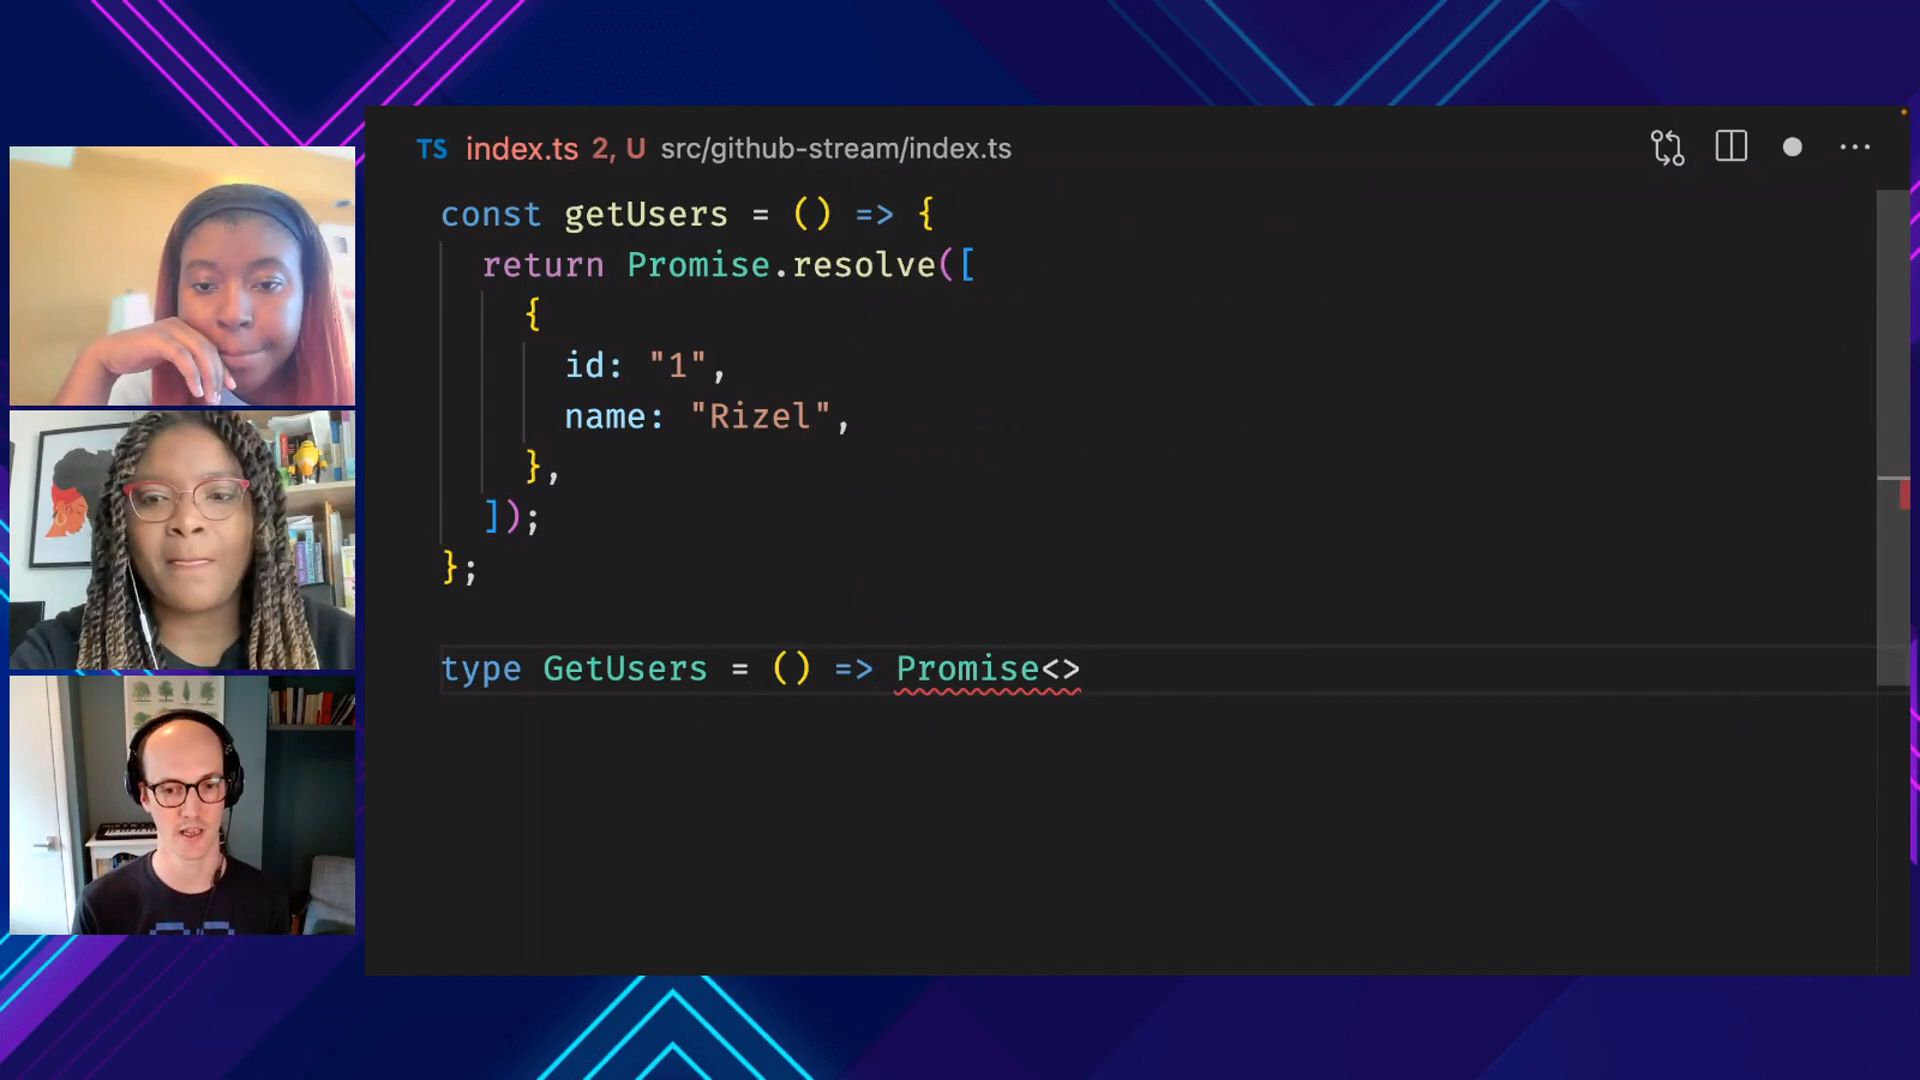 TS index.ts 2, U src/github-stream/index.ts
const getUsers = () => {
return Promise.resolve([
{
id: "1",
name: "Rizel",
},
]);
};
type GetUsers = () => Promise<>